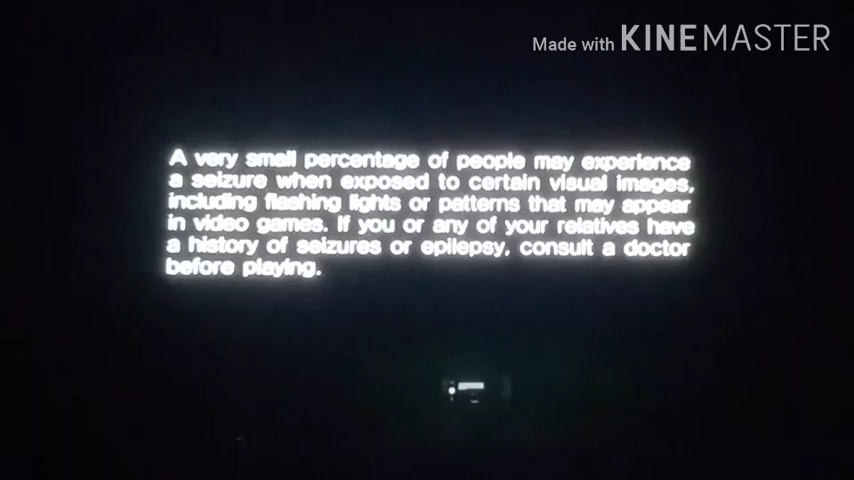 Made with KINEMASTER
A very small percentage of people may experience
a seizure when exposed to certain visual images,
including flashing lights or patterns that may appear
in video games. If you or any of your relatives have
a history of seizures or epilepsy, consult a doctor
before playing.